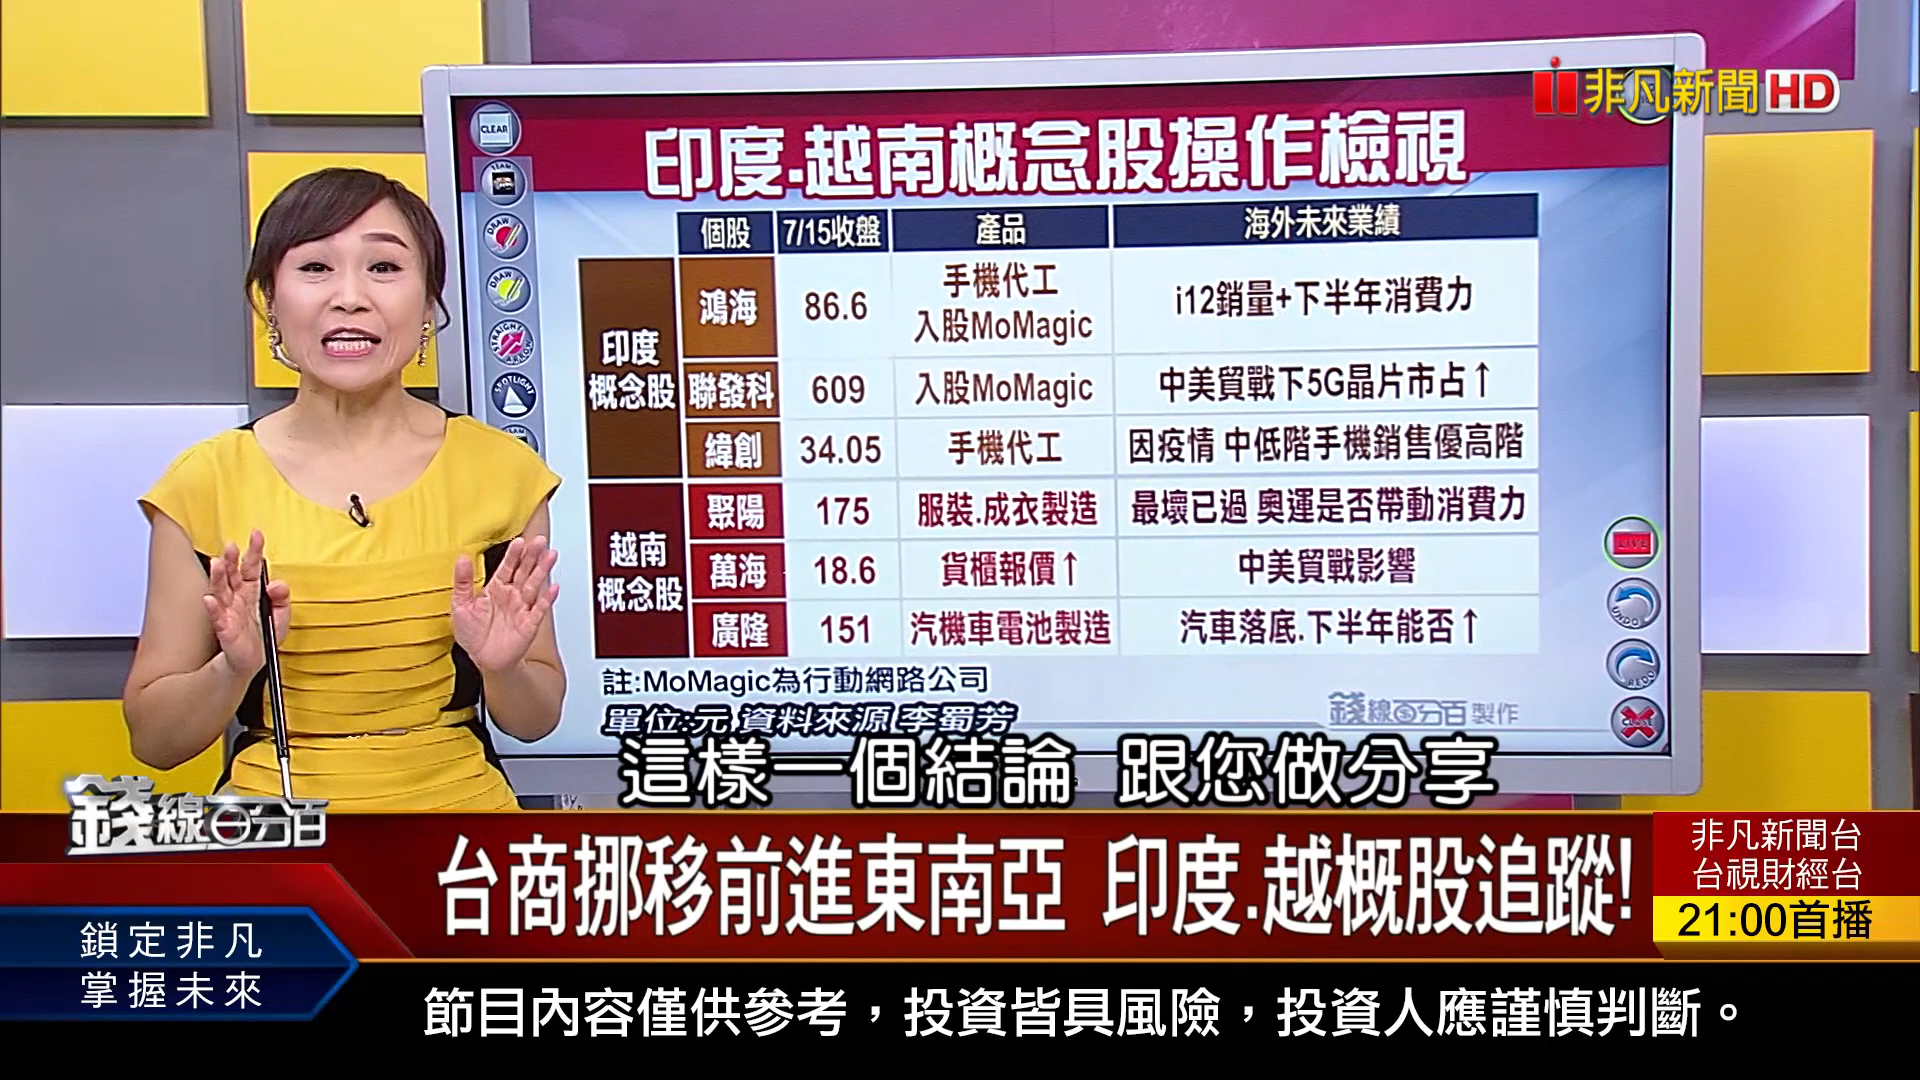 非凡新聞HD
印度.越南概念股操作檢視
CLEAR
DRAW
DRAW
STRAIGHT ARROW
SPOTLIGHT
個股 7/15收盤 產品 海外未來業績
印度
概念股
鴻海 86.6 手機代工 i12銷量+下半年消費力
入股MoMagic
聯發科 609 入股MoMagic 中美貿戰下5G晶片市占↑
緯創 34.05 手機代工 因疫情 中低階手機銷售優高階
越南
概念股
聚陽 175 服裝.成衣製造 最壞已過 奧運是否帶動消費力
萬海 18.6 貨櫃報價↑ 中美貿戰影響
廣隆 151 汽機車電池製造 汽車落底.下半年能否↑
註:MoMagic為行動網路公司
單位:元 資料來源 李蜀芳
錢線百分百 製作
LIVE
UNDO
REDO
CLOSE
這樣一個結論 跟您做分享
錢線百分百
台商挪移前進東南亞 印度.越概股追蹤!
非凡新聞台
台視財經台
21:00首播
鎖定非凡
掌握未來
節目內容僅供參考，投資皆具風險，投資人應謹慎判斷。